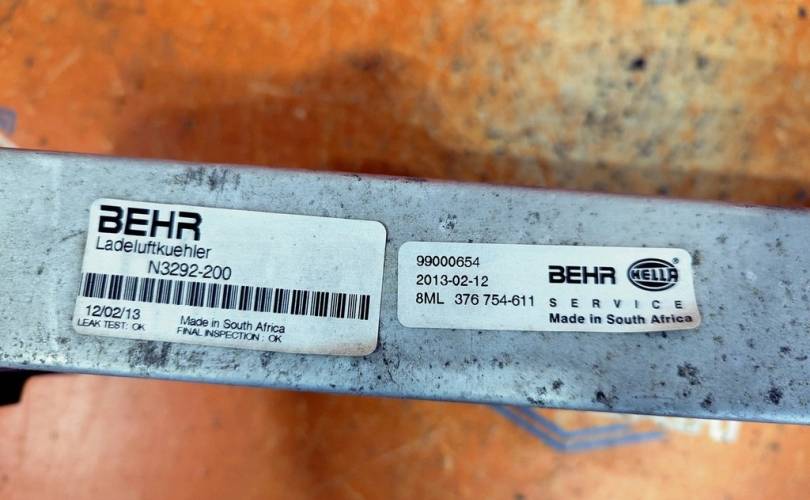 BEHR
Ladeluftkuehler
N3292-200
12/02/13
Made in South Africa
LEAK TEST: OK
FINAL INSPECTION : OK
99000654
2013-02-12
8ML 376 754-611
BEHR HELLA
SERVICE
Made in South Africa